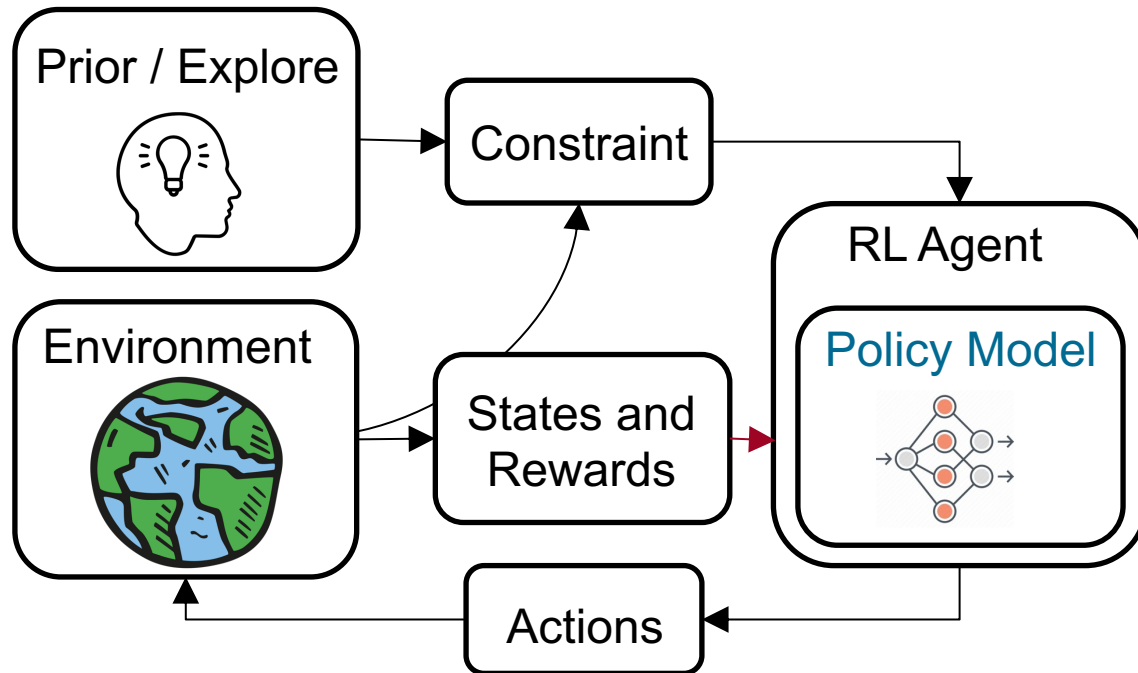 Prior / Explore
Constraint
RL Agent
Environment
Policy Model
States and
Rewards
Actions